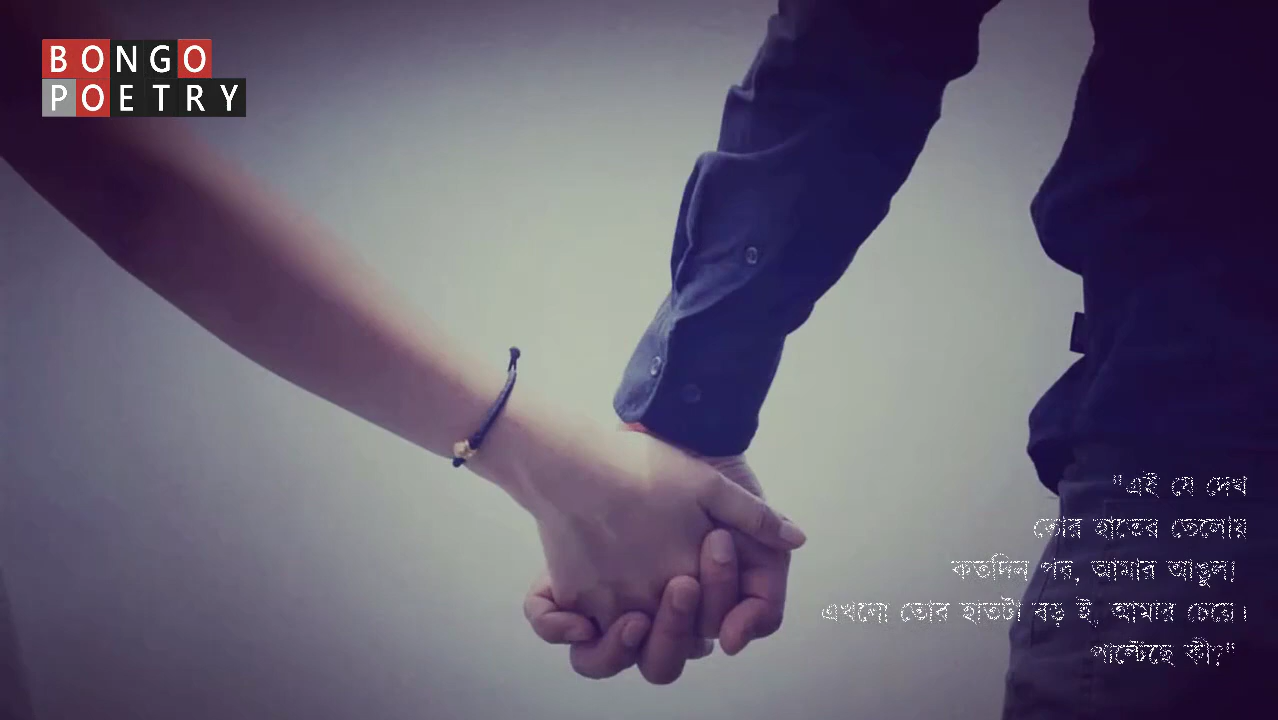 BONGO
POETRY
"এই যে দেখ
তোর হাতের তেলোয়
কতদিন পর, আমার আঙুল!
এখনো তোর হাতটা বড় ই, আমার চেয়ে।
পাল্টেছে কী?"